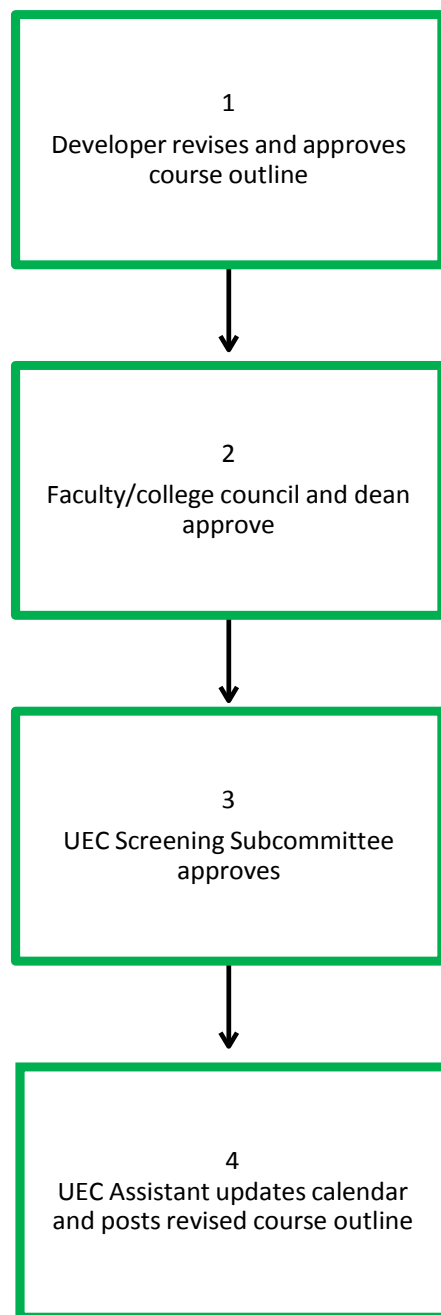 1
Developer revises and approves
course outline
2
Faculty/college council and dean
approve
3
UEC Screening Subcommittee
approves
4
UEC Assistant updates calendar
and posts revised course outline